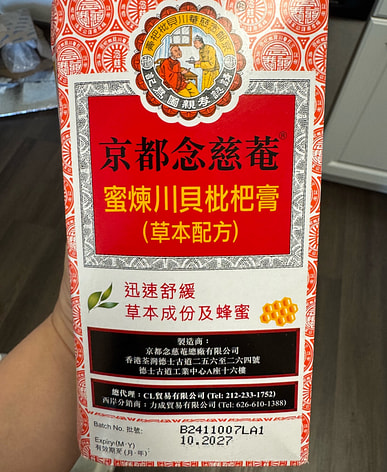 京都念慈菴®
蜜煉川貝枇杷膏
(草本配方)
迅速舒緩
草本成份及蜂蜜
製造商：
京都念慈菴總廠有限公司
香港荃灣德士古道二五六至二六四號
德士古道工業中心A座十六樓
總代理：CL貿易有限公司 (Tel: 212-233-1752)
西岸分銷商：力成貿易有限公司 (Tel: 626-610-1388)
Batch No. 批號: B2411007LA1
Expiry (M·Y) 10.2027
有效期至 (月·年)